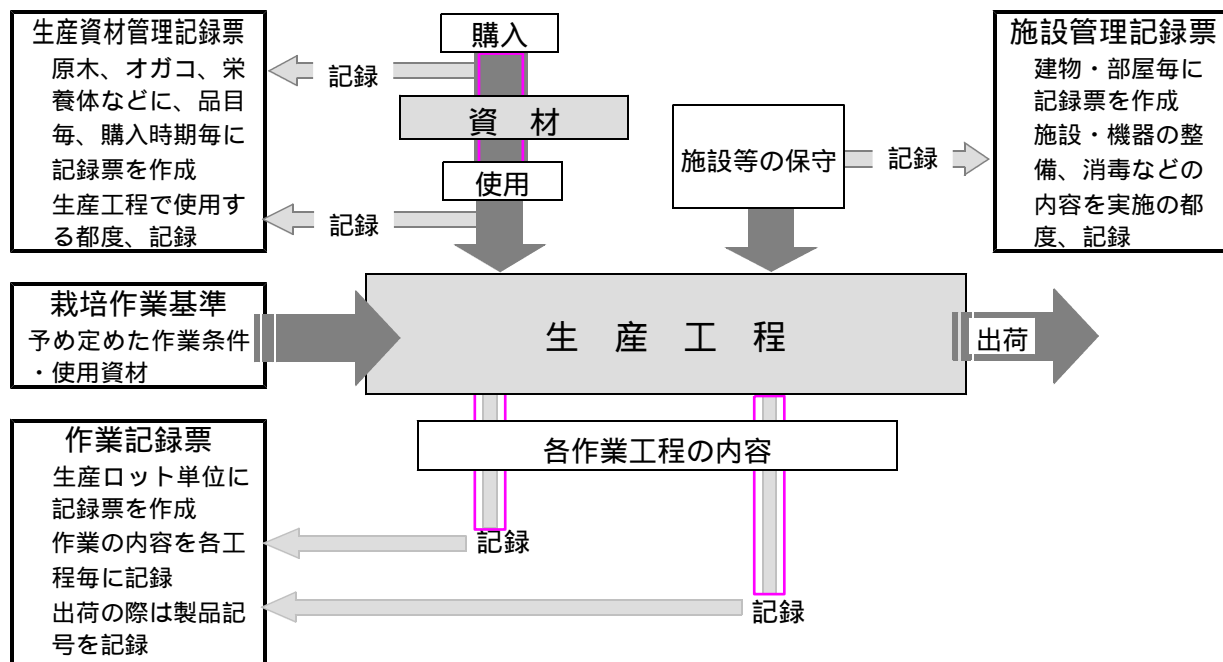 生産資材管理記録票
原木、オガコ、栄
養体などに、品目
毎、購入時期毎に
記録票を作成
生産工程で使用す
る都度、記録
購入
記録
資 材
使用
記録
施設等の保守
記録
施設管理記録票
建物・部屋毎に
記録票を作成
施設・機器の整
備、消毒などの
内容を実施の都
度、記録
栽培作業基準
予め定めた作業条件
・使用資材
生 産 工 程
出荷
各作業工程の内容
作業記録票
生産ロット単位に
記録票を作成
作業の内容を各工
程毎に記録
出荷の際は製品記
号を記録
記録
記録